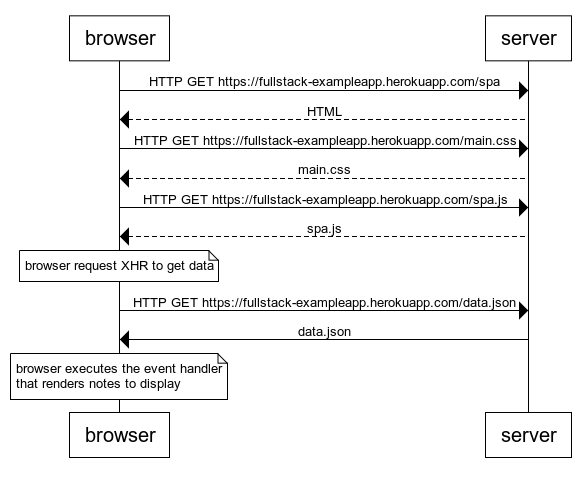 browser
server
HTTP GET https://fullstack-exampleapp.herokuapp.com/spa
HTML
HTTP GET https://fullstack-exampleapp.herokuapp.com/main.css
main.css
HTTP GET https://fullstack-exampleapp.herokuapp.com/spa.js
spa.js
browser request XHR to get data
HTTP GET https://fullstack-exampleapp.herokuapp.com/data.json
data.json
browser executes the event handler
that renders notes to display
browser
server